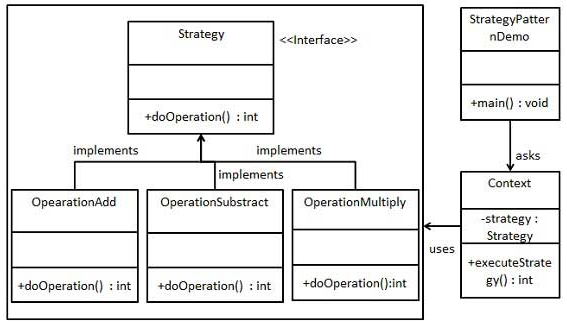 Strategy
<<Interface>>
+doOperation() : int
implements
implements
implements
OpearationAdd
+doOperation() : int
OperationSubstract
+doOperation() : int
OperationMultiply
+doOperation():int
StrategyPatter
nDemo
+main() : void
asks
Context
-strategy :
Strategy
+executeStrate
gy() : int
uses